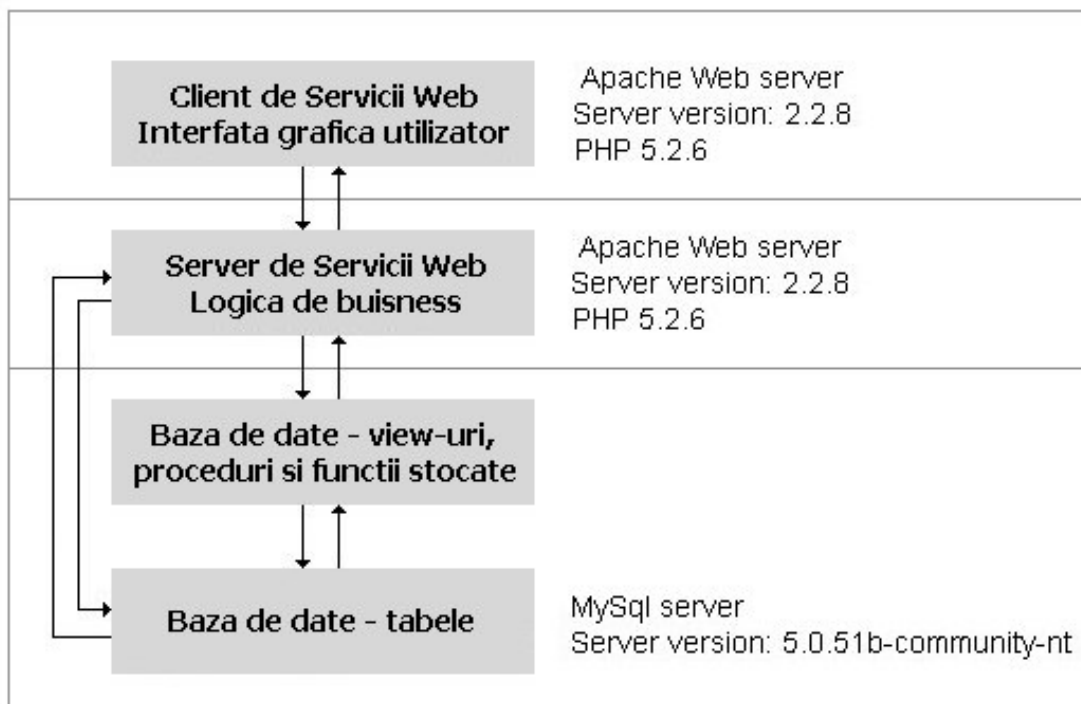 Client de Servicii Web
Interfata grafica utilizator
Apache Web server
Server version: 2.2.8
PHP 5.2.6
Server de Servicii Web
Logica de buisness
Apache Web server
Server version: 2.2.8
PHP 5.2.6
Baza de date - view-uri,
proceduri si functii stocate
Baza de date - tabele
MySql server
Server version: 5.0.51b-community-nt